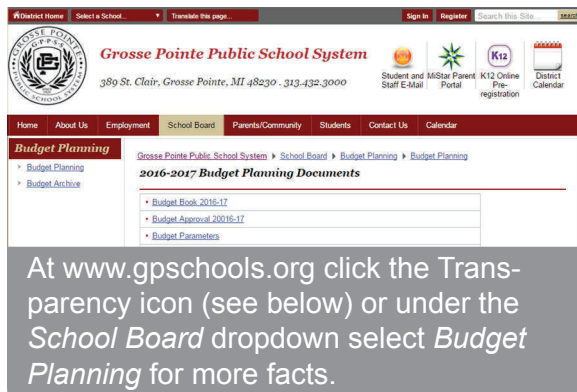 District Home Select a School... Translate this page... Sign In Register Search this Site...
GROSSE POINTE
G·P·P·S·S
PUBLIC SCHOOL SYSTEM
Grosse Pointe Public School System
389 St. Clair, Grosse Pointe, MI 48230 . 313.432.3000
Student and Staff E-Mail
MiStar Parent Portal
K12
K12 Online Pre-registration
District Calendar
Home About Us Employment School Board Parents/Community Students Contact Us Calendar
Budget Planning
Budget Planning
Budget Archive
Grosse Pointe Public School System School Board Budget Planning Budget Planning
2016-2017 Budget Planning Documents
• Budget Book 2016-17
• Budget Approval 20016-17
• Budget Parameters
At www.gpschools.org click the Trans-
parency icon (see below) or under the
School Board dropdown select Budget
Planning for more facts.